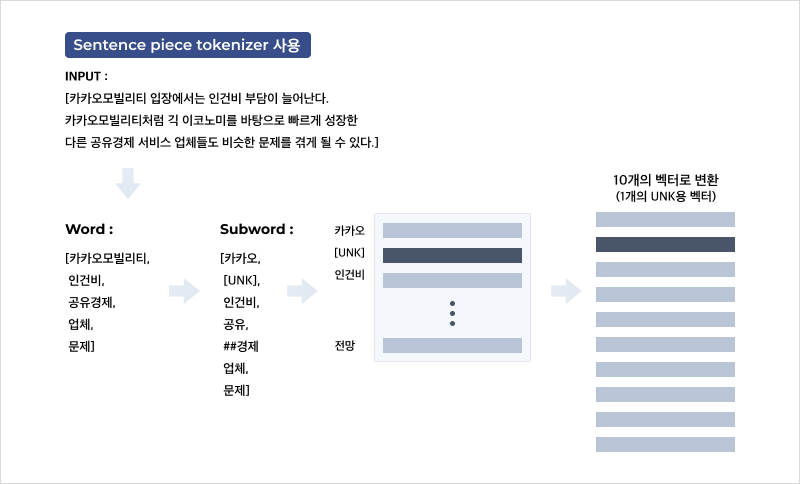 Sentence piece tokenizer 사용
INPUT :
[카카오모빌리티 입장에서는 인건비 부담이 늘어난다.
카카오모빌리티처럼 긱 이코노미를 바탕으로 빠르게 성장한
다른 공유경제 서비스 업체들도 비슷한 문제를 겪게 될 수 있다.]
Word :
[카카오모빌리티,
인건비,
공유경제,
업체,
문제]
Subword :
[카카오,
[UNK],
인건비,
공유,
##경제
업체,
문제]
카카오
[UNK]
인건비
전망
10개의 벡터로 변환
(1개의 UNK용 벡터)